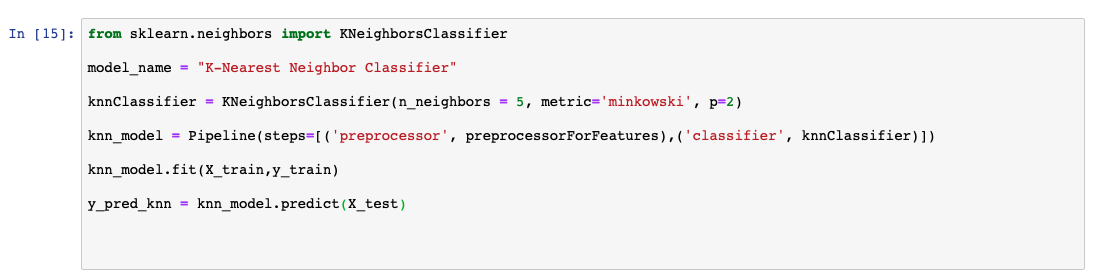 In [15]: from sklearn.neighbors import KNeighborsClassifier
model_name = "K-Nearest Neighbor Classifier"
knnClassifier = KNeighborsClassifier(n_neighbors = 5, metric='minkowski', p=2)
knn_model = Pipeline(steps=[('preprocessor', preprocessorForFeatures),('classifier', knnClassifier)])
knn_model.fit(X_train,y_train)
y_pred_knn = knn_model.predict(X_test)